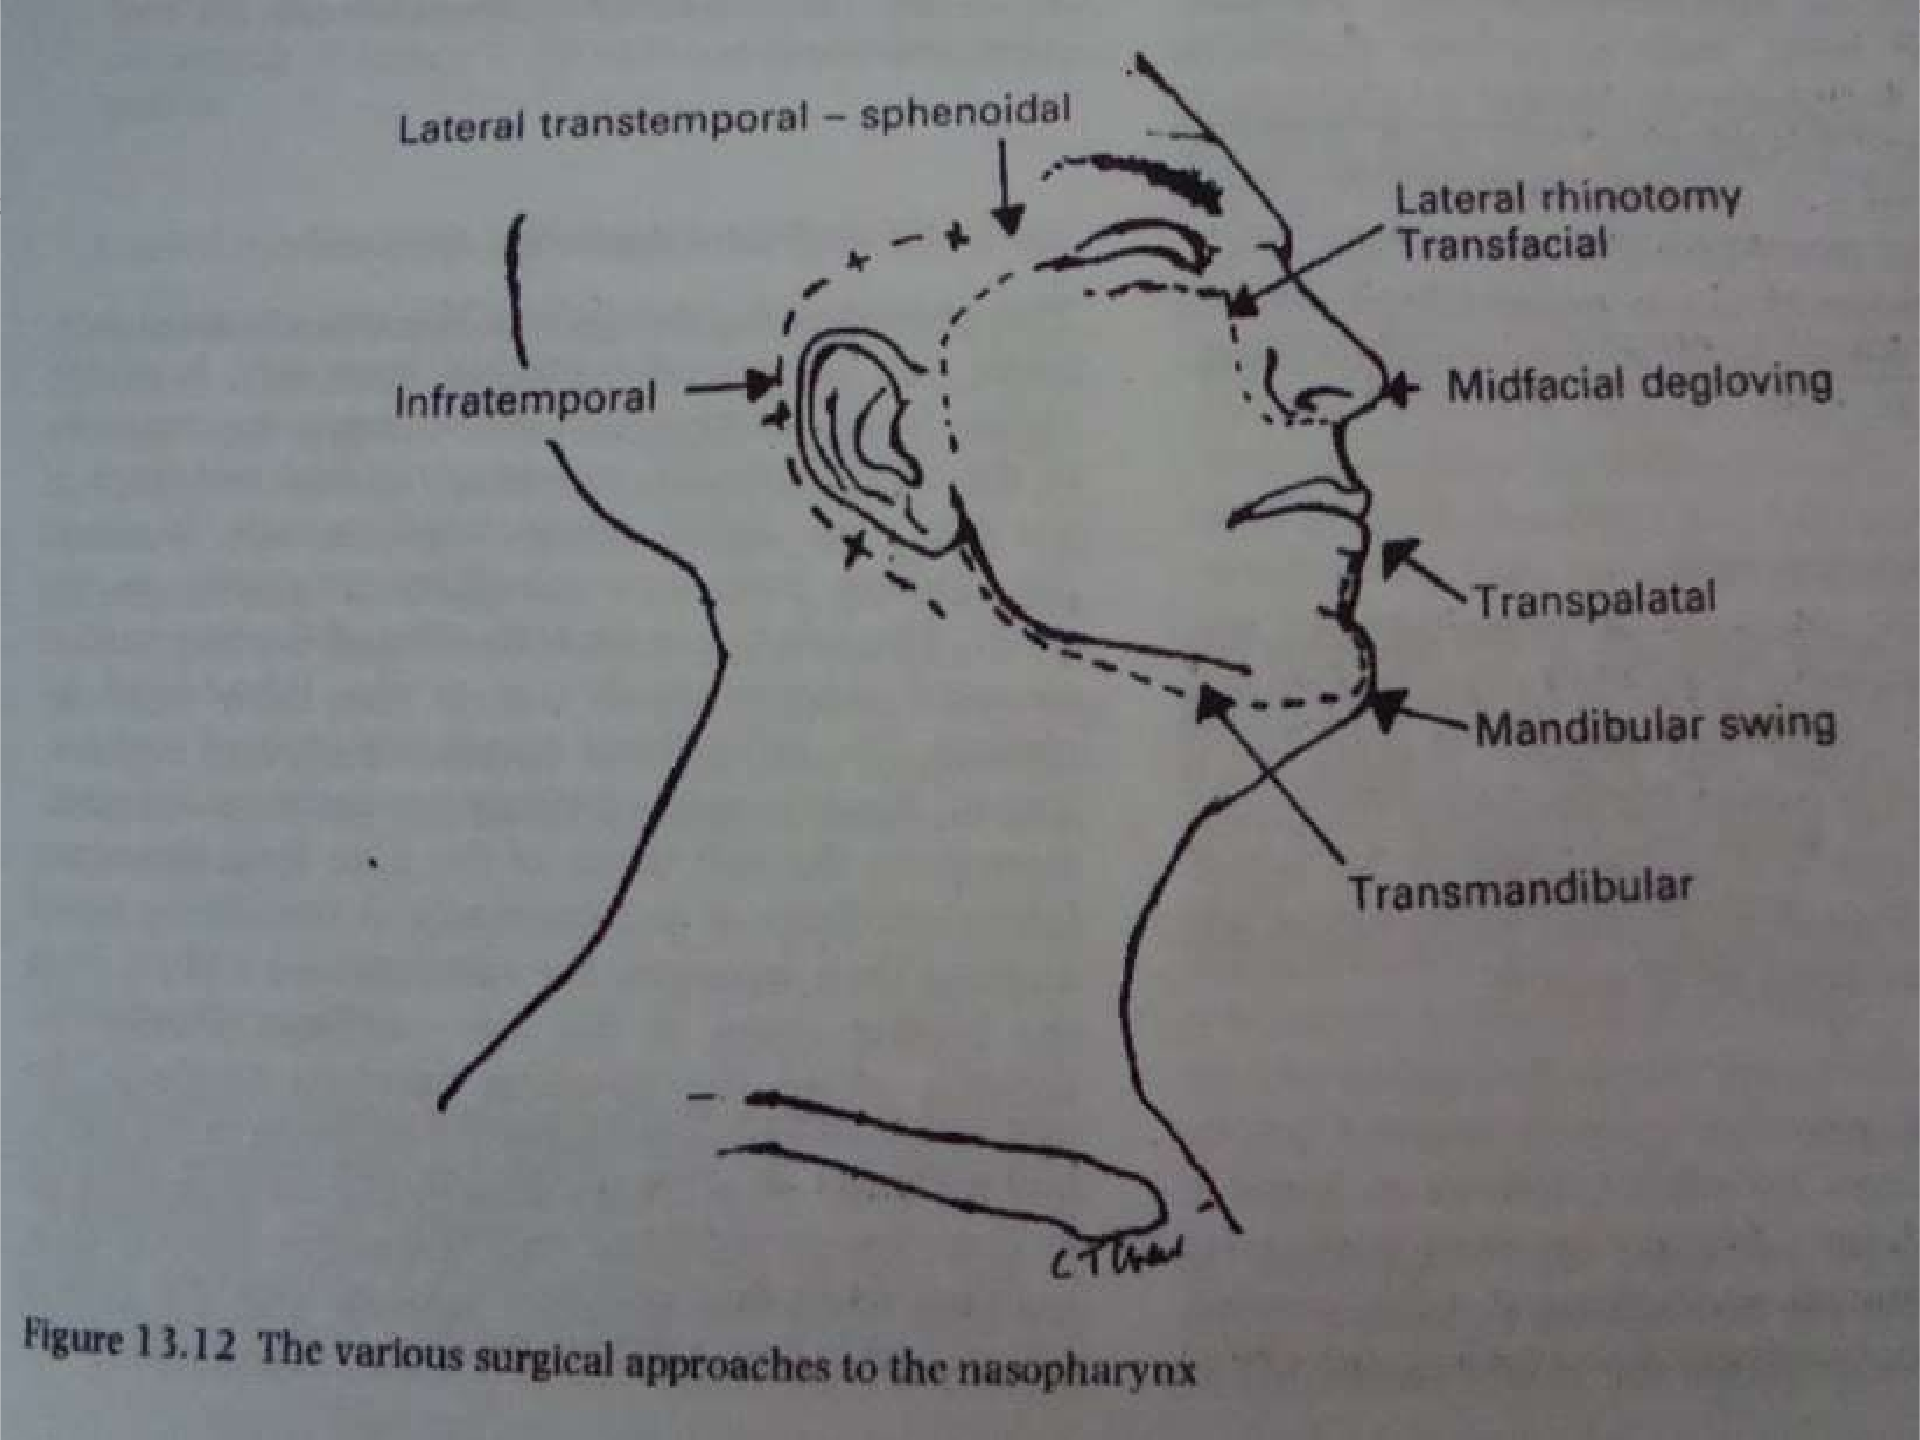 Lateral transtemporal – sphenoidal
Lateral rhinotomy
Transfacial
Infratemporal
Midfacial degloving
Transpalatal
Mandibular swing
Transmandibular
Figure 13.12 The various surgical approaches to the nasopharynx